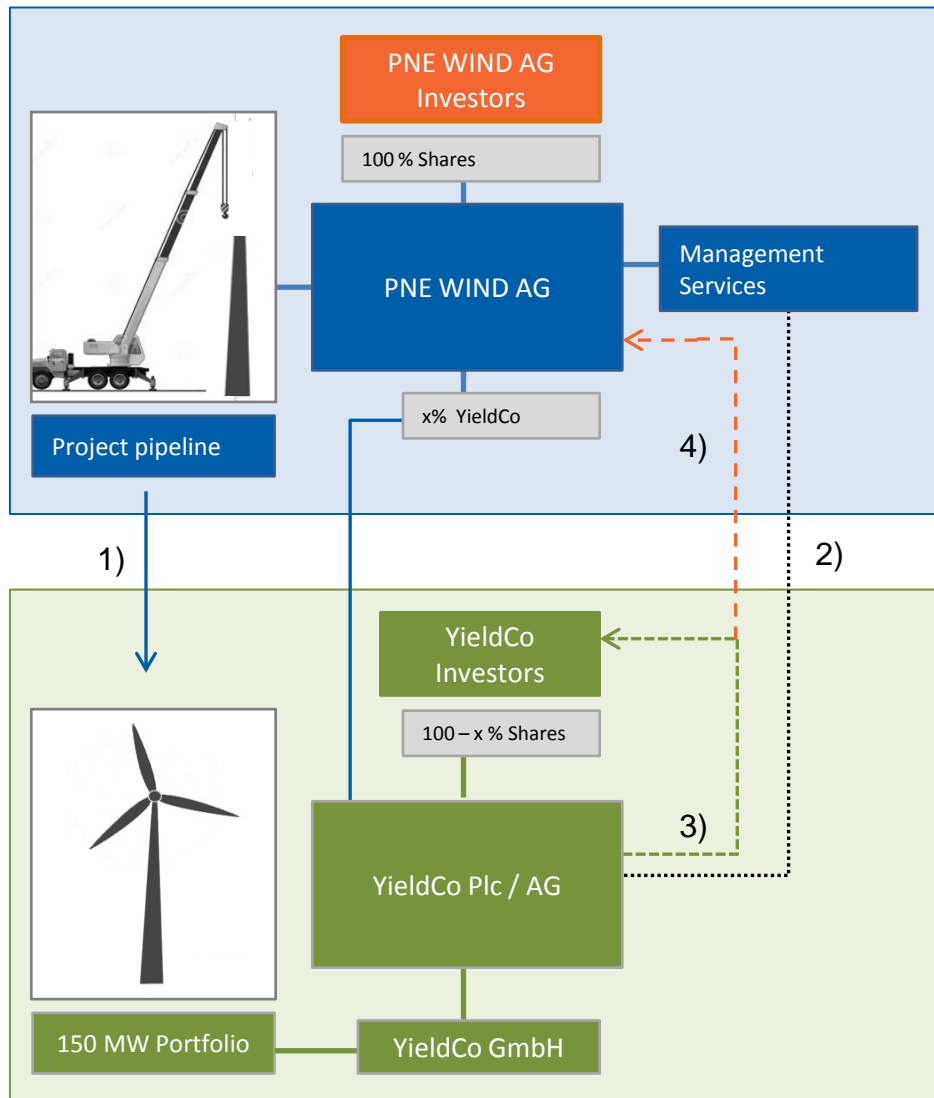 PNE WIND AG
Investors
100 % Shares
PNE WIND AG
Management
Services
x% YieldCo
Project pipeline
4)
1)
2)
YieldCo
Investors
100 – x % Shares
3)
YieldCo Plc / AG
150 MW Portfolio
YieldCo GmbH